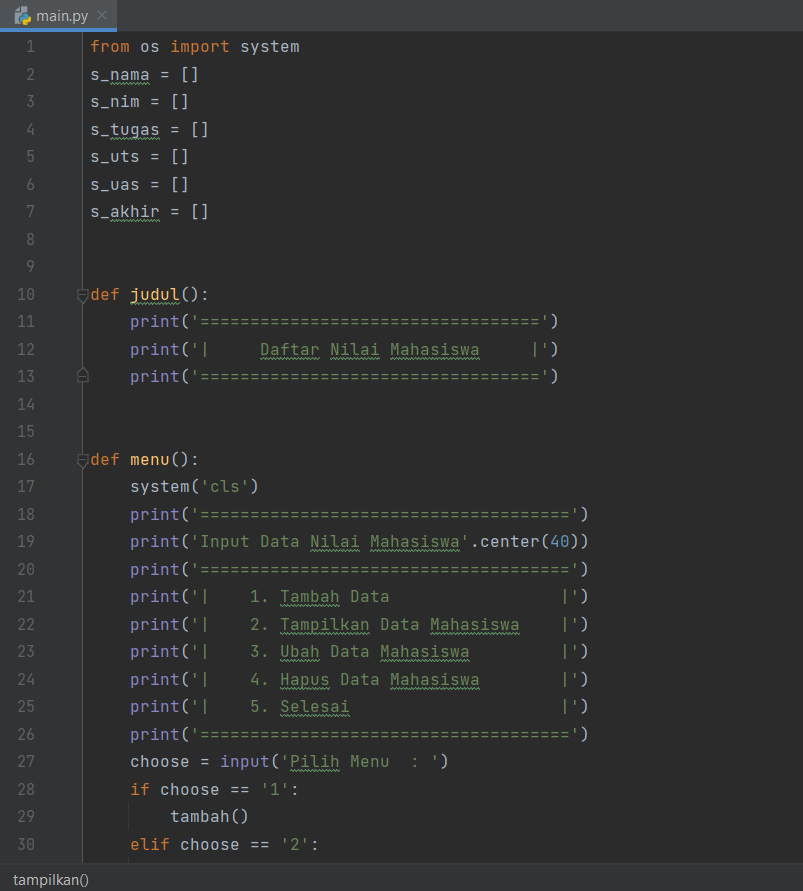 main.py
1 from os import system
2 s_nama = []
3 s_nim = []
4 s_tugas = []
5 s_uts = []
6 s_uas = []
7 s_akhir = []
8
9
10 def judul():
11     print('==================================')
12     print('|     Daftar Nilai Mahasiswa     |')
13     print('==================================')
14
15
16 def menu():
17     system('cls')
18     print('=====================================')
19     print('Input Data Nilai Mahasiswa'.center(40))
20     print('=====================================')
21     print('|    1. Tambah Data                 |')
22     print('|    2. Tampilkan Data Mahasiswa    |')
23     print('|    3. Ubah Data Mahasiswa         |')
24     print('|    4. Hapus Data Mahasiswa        |')
25     print('|    5. Selesai                     |')
26     print('=====================================')
27     choose = input('Pilih Menu  : ')
28     if choose == '1':
29         tambah()
30     elif choose == '2':
tampilkan()